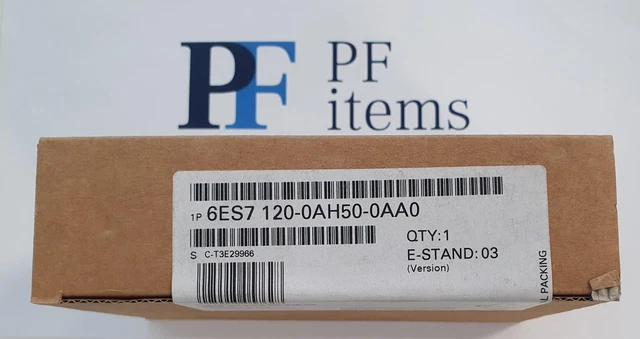 PF
PF
items
1P 6ES7 120-0AH50-0AA0
QTY:1
S C-T3E29966
E-STAND: 03
(Version)
L PACKING